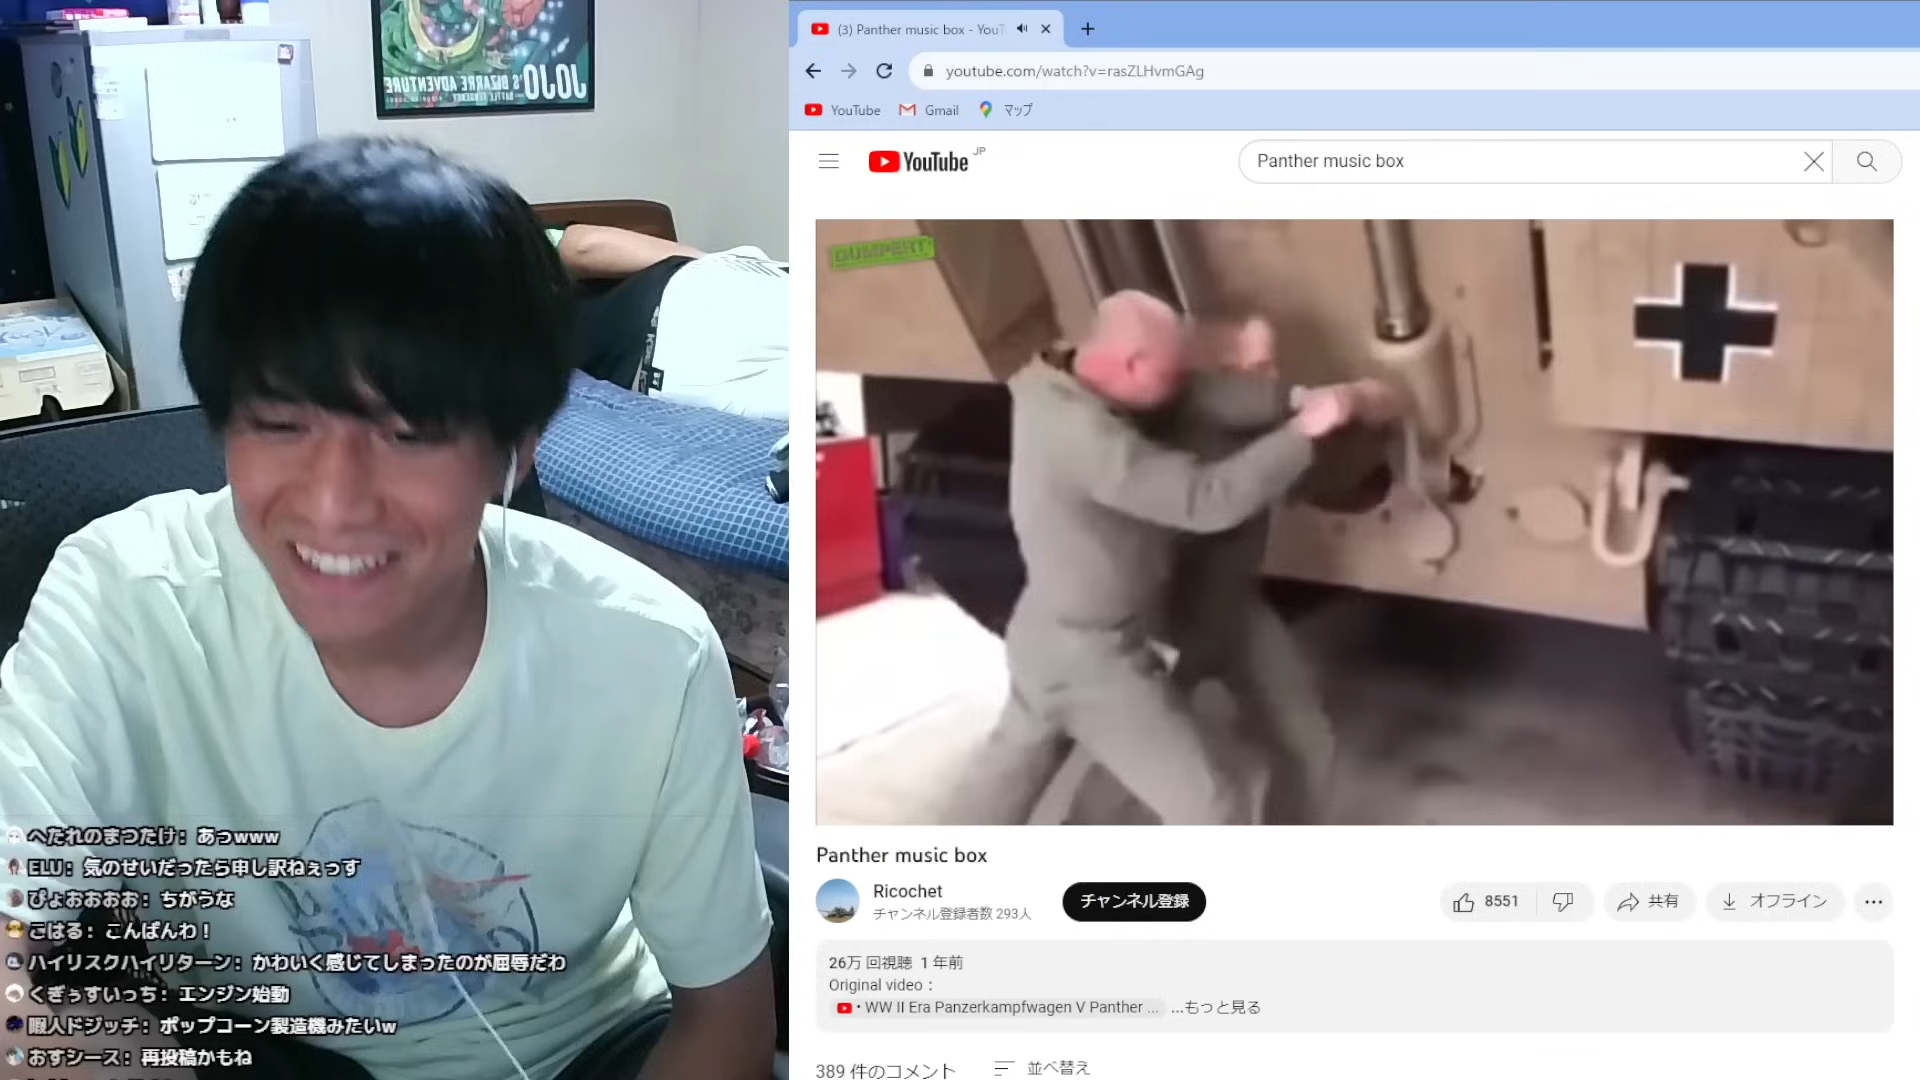 JOJO'S BIZARRE ADVENTURE
BATTLE TENDENCY
へたれのまつたけ: あっwww
ELU: 気のせいだったら申し訳ねぇっす
ぴょおおおお: ちがうな
こはる: こんばんわ!
ハイリスクハイリターン: かわいく感じてしまったのが屈辱だわ
くぎぅすいっち: エンジン始動
暇人ドジッチ: ポップコーン製造機みたいw
おすシース: 再投稿かもね
(3) Panther music box - YouT
youtube.com/watch?v=rasZLHvmGAg
YouTube
Gmail
マップ
YouTube JP
Panther music box
DUMPERT
Panther music box
Ricochet
チャンネル登録者数 293人
チャンネル登録
8551
共有
オフライン
26万 回視聴 1 年前
Original video :
• WW II Era Panzerkampfwagen V Panther ... ...もっと見る
389 件のコメント
並べ替え